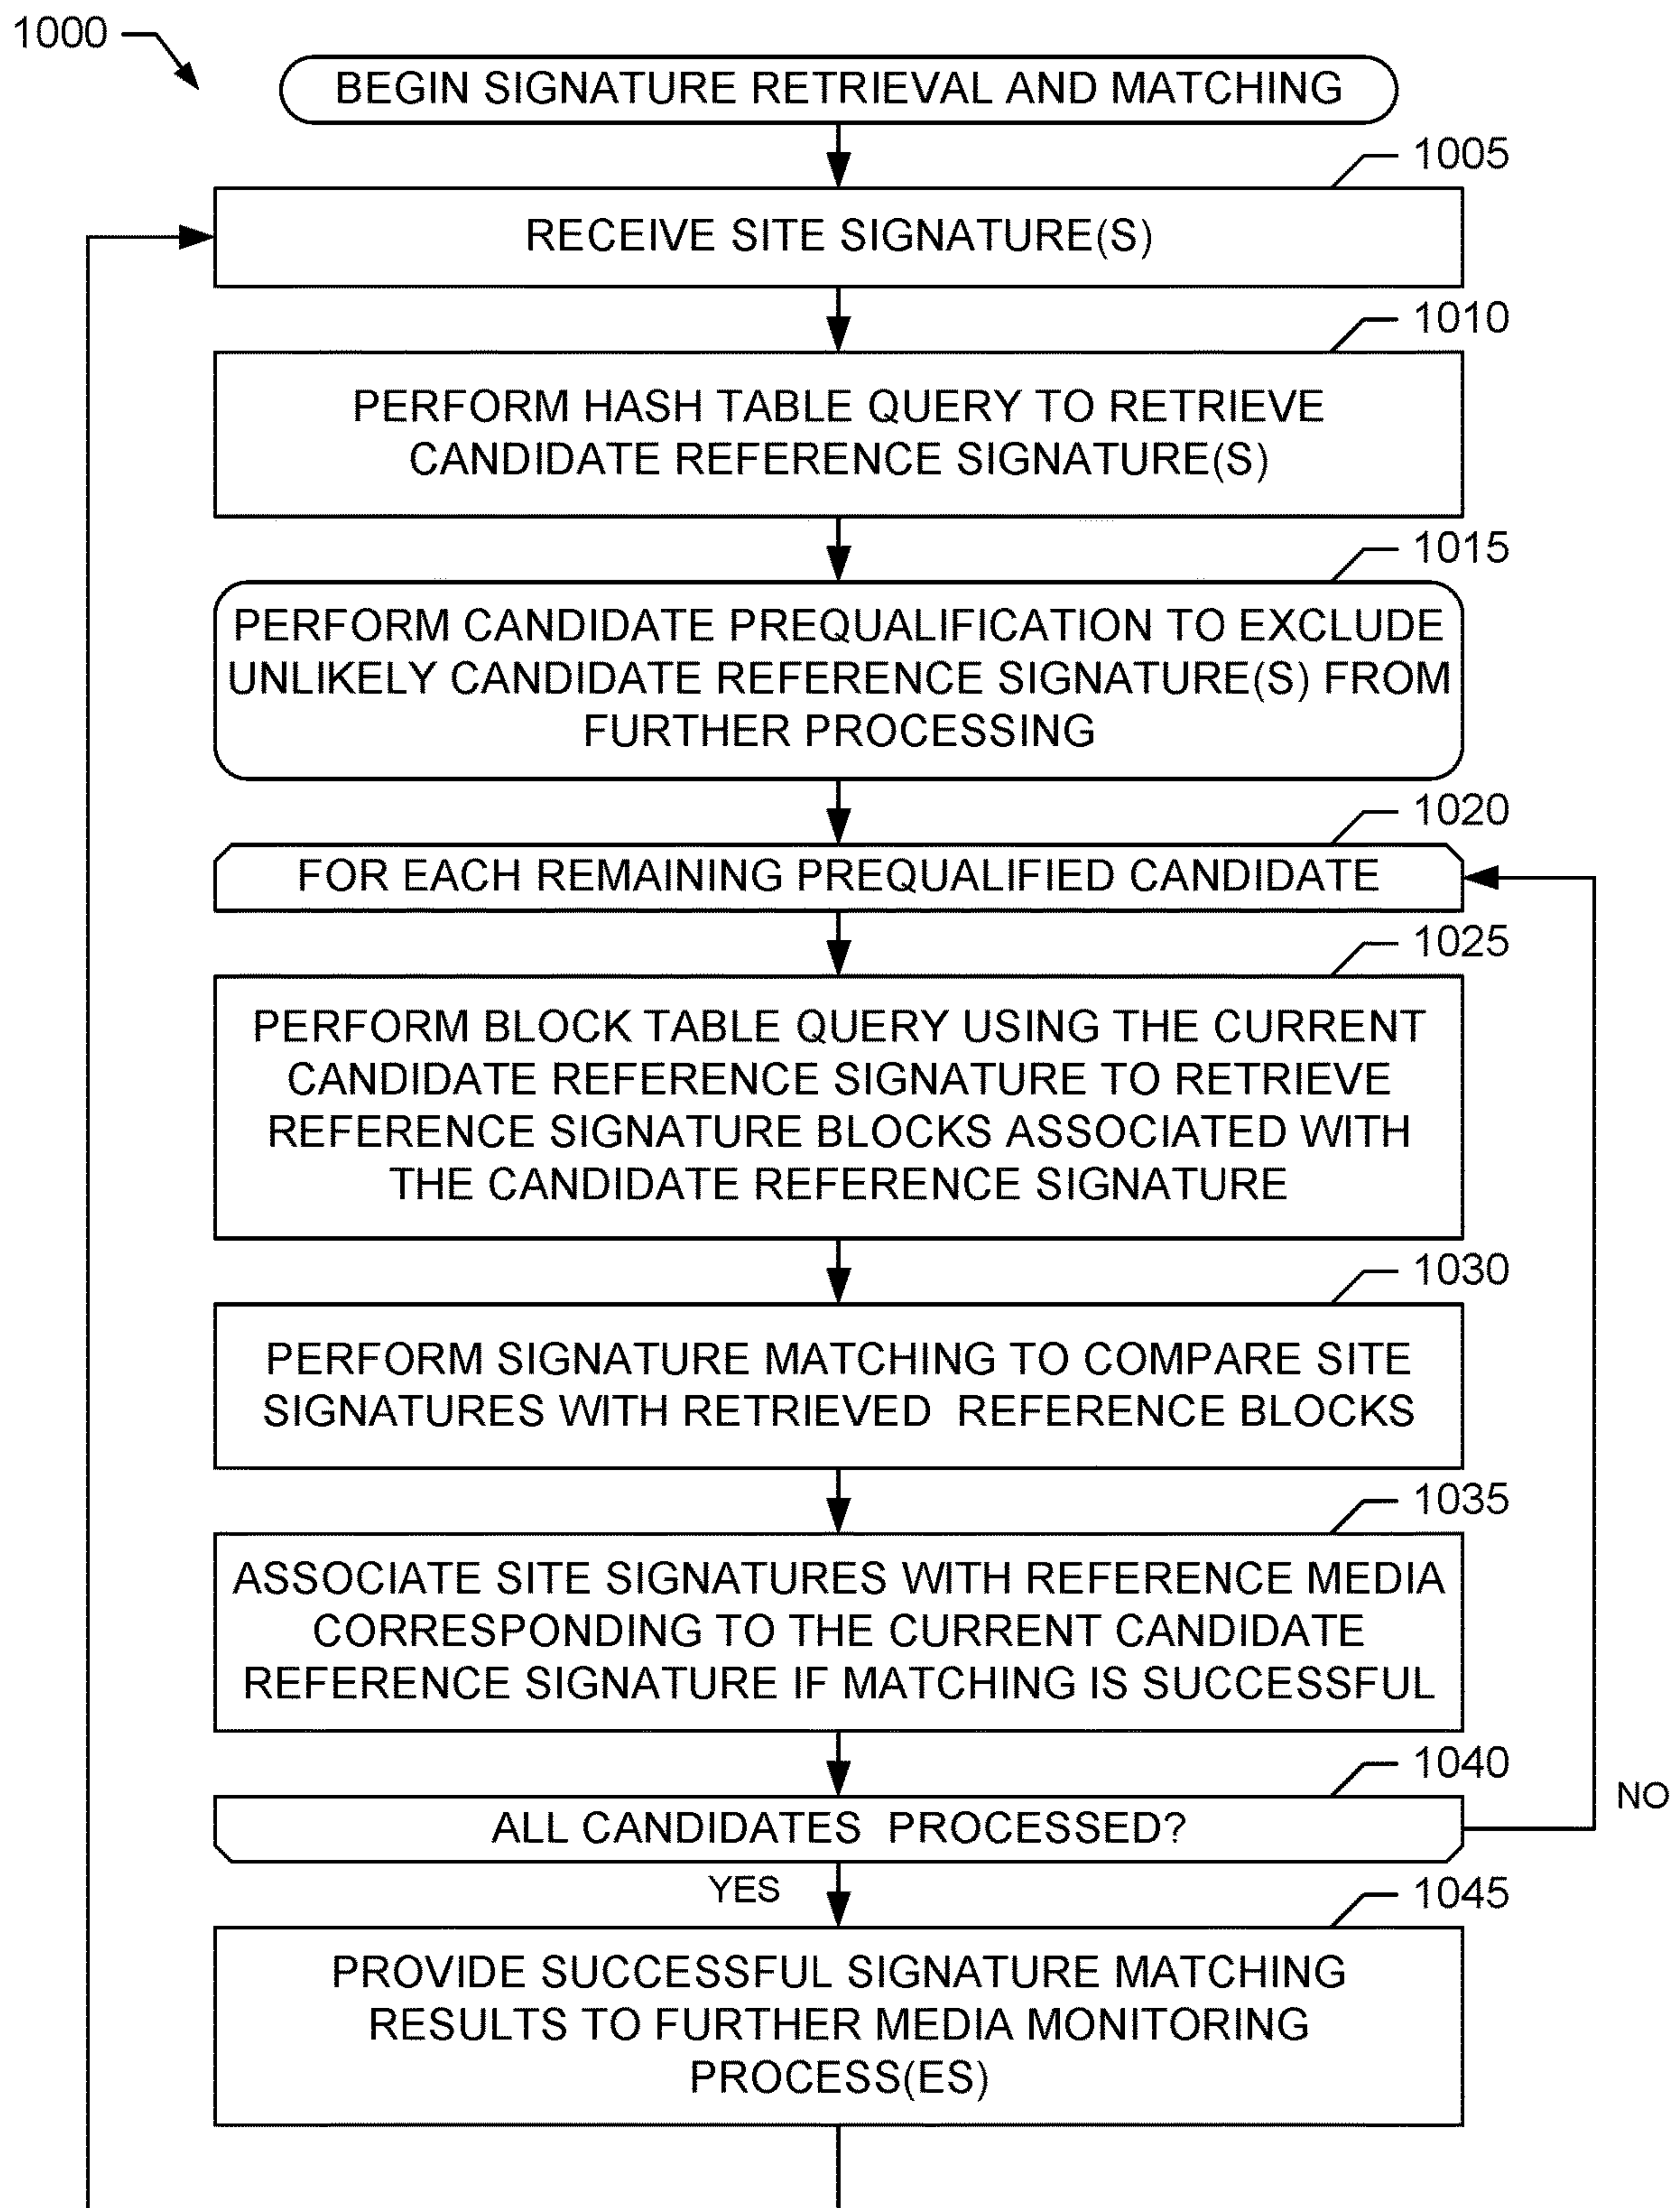 1000
BEGIN SIGNATURE RETRIEVAL AND MATCHING
1005
RECEIVE SITE SIGNATURE(S)
1010
PERFORM HASH TABLE QUERY TO RETRIEVE
CANDIDATE REFERENCE SIGNATURE(S)
1015
PERFORM CANDIDATE PREQUALIFICATION TO EXCLUDE
UNLIKELY CANDIDATE REFERENCE SIGNATURE(S) FROM
FURTHER PROCESSING
1020
FOR EACH REMAINING PREQUALIFIED CANDIDATE
1025
PERFORM BLOCK TABLE QUERY USING THE CURRENT
CANDIDATE REFERENCE SIGNATURE TO RETRIEVE
REFERENCE SIGNATURE BLOCKS ASSOCIATED WITH
THE CANDIDATE REFERENCE SIGNATURE
1030
PERFORM SIGNATURE MATCHING TO COMPARE SITE
SIGNATURES WITH RETRIEVED REFERENCE BLOCKS
1035
ASSOCIATE SITE SIGNATURES WITH REFERENCE MEDIA
CORRESPONDING TO THE CURRENT CANDIDATE
REFERENCE SIGNATURE IF MATCHING IS SUCCESSFUL
1040
NO
ALL CANDIDATES PROCESSED?
YES
1045
PROVIDE SUCCESSFUL SIGNATURE MATCHING
RESULTS TO FURTHER MEDIA MONITORING
PROCESS(ES)